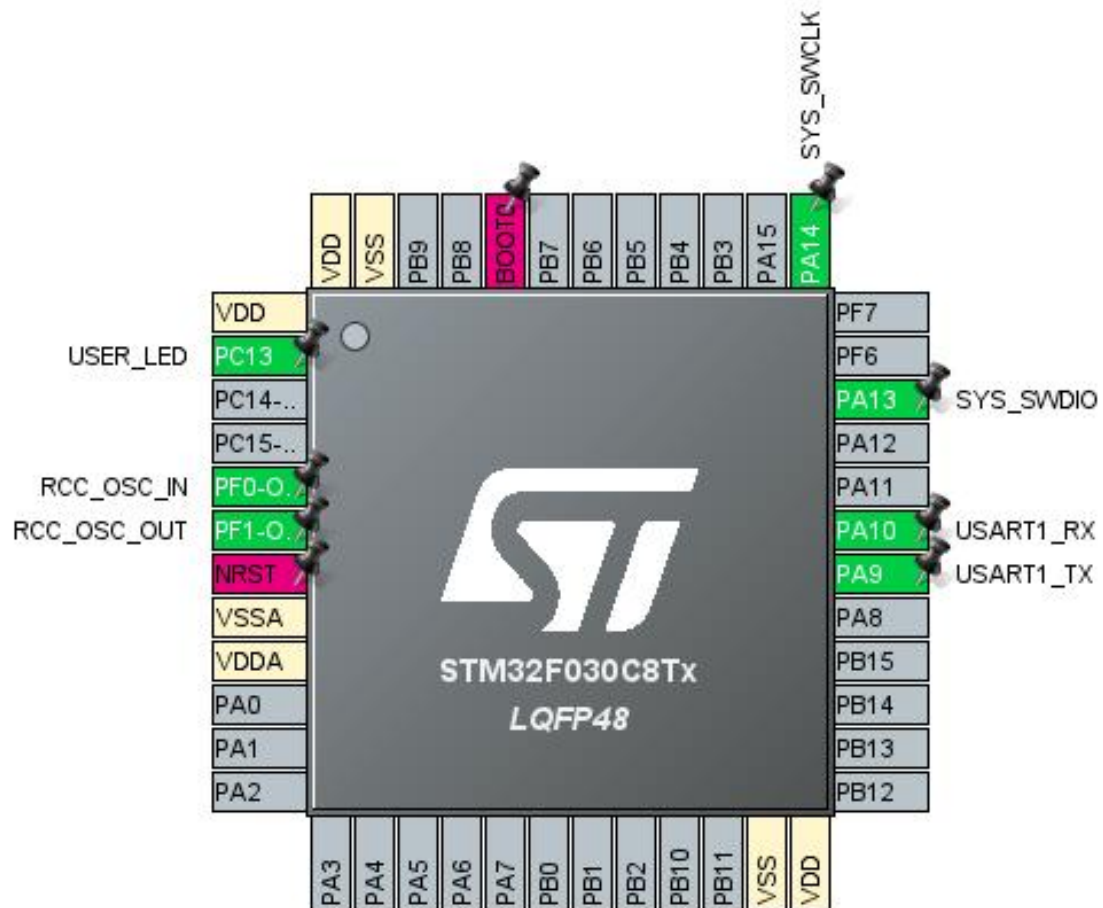 SYS_SWCLK
VDD
VSS
PB9
PB8
BOOT0
PB7
PB6
PB5
PB4
PB3
PA15
PA14
VDD
USER_LED PC13
PC14-..
PC15-..
RCC_OSC_IN PF0-O.
RCC_OSC_OUT PF1-O.
NRST
VSSA
VDDA
PA0
PA1
PA2
PF7
PF6
PA13 SYS_SWDIO
PA12
PA11
PA10 USART1_RX
PA9 USART1_TX
PA8
PB15
PB14
PB13
PB12
ST
STM32F030C8Tx
LQFP48
PA3
PA4
PA5
PA6
PA7
PB0
PB1
PB2
PB10
PB11
VSS
VDD